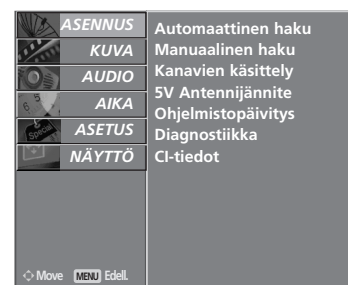 ASENNUS
KUVA
AUDIO
AIKA
ASETUS
NÄYTTÖ
Automaattinen haku
Manuaalinen haku
Kanavien käsittely
5V Antennijännite
Ohjelmistopäivitys
Diagnostiikka
CI-tiedot
Move MENU Edell.